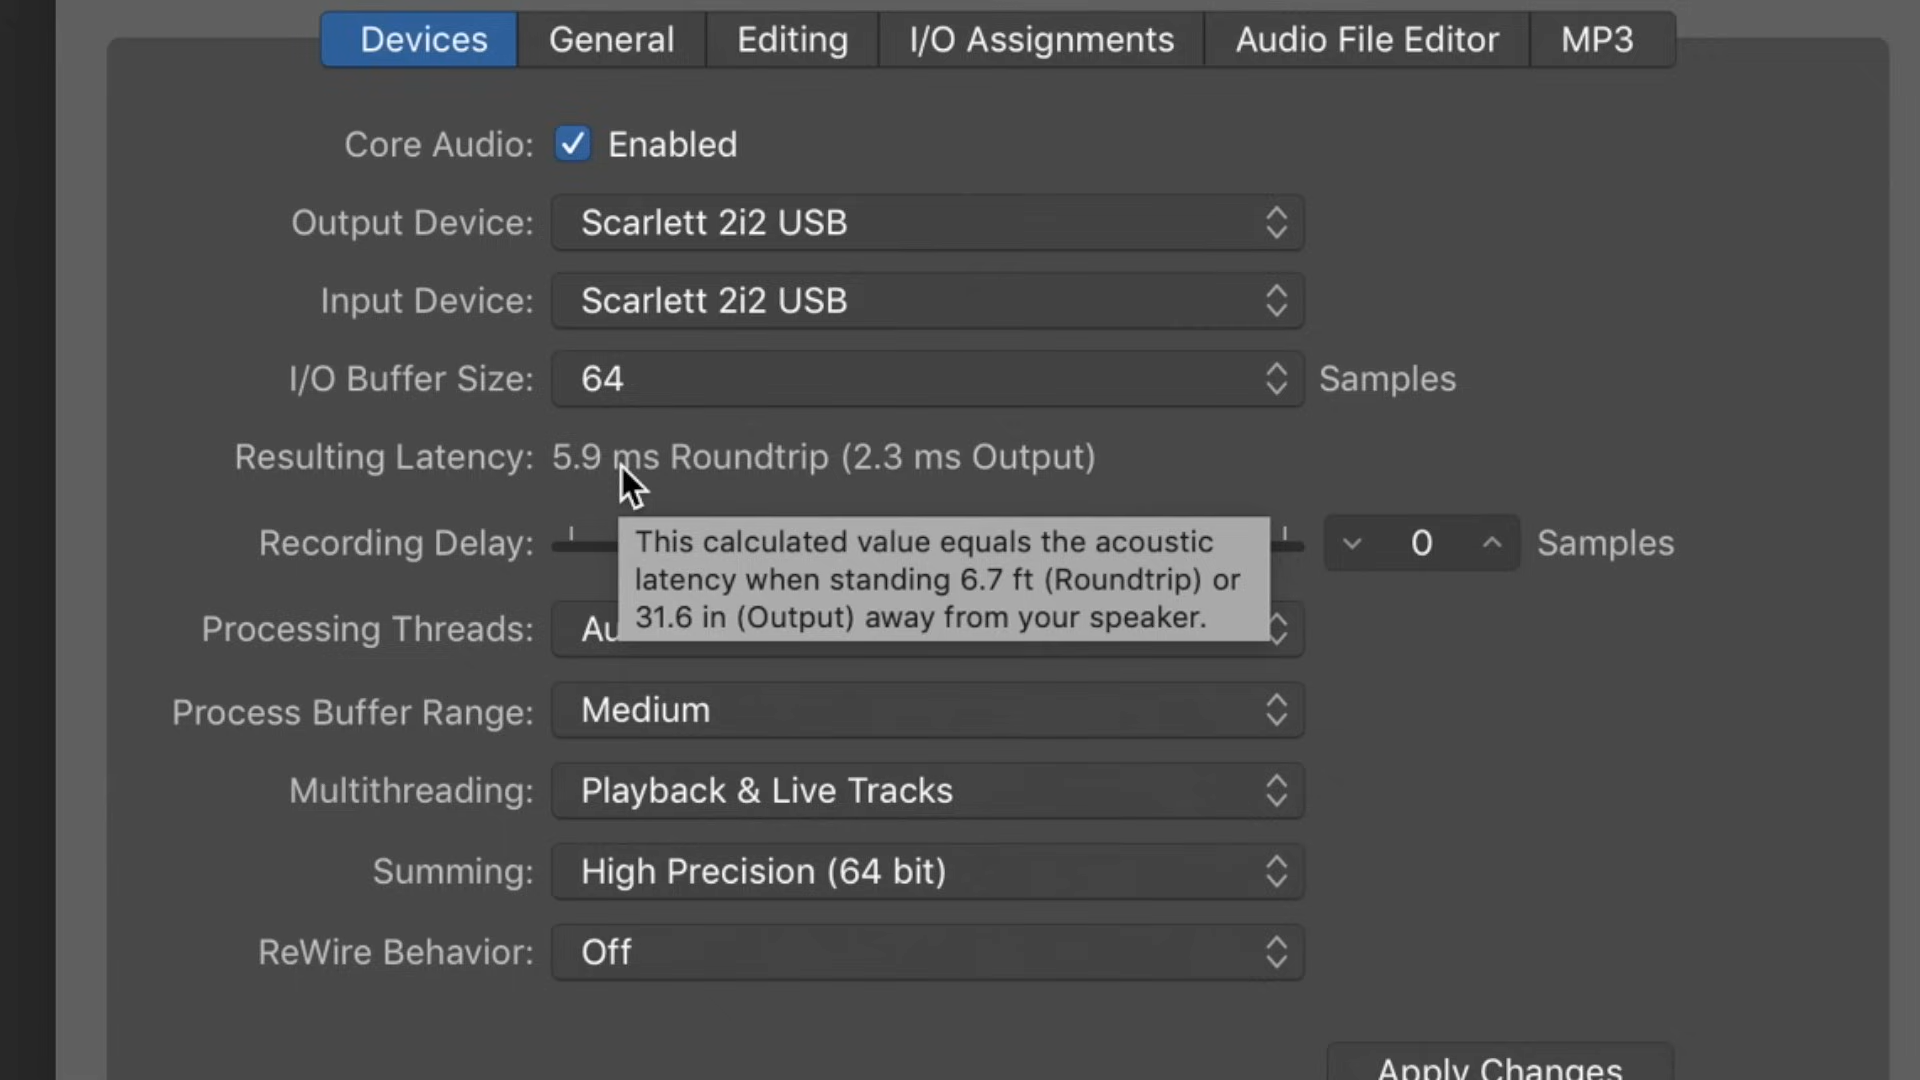 Devices General Editing I/O Assignments Audio File Editor MP3
Core Audio: Enabled
Output Device: Scarlett 2i2 USB
Input Device: Scarlett 2i2 USB
I/O Buffer Size: 64 Samples
Resulting Latency: 5.9 ms Roundtrip (2.3 ms Output)
Recording Delay: 0 Samples
This calculated value equals the acoustic
latency when standing 6.7 ft (Roundtrip) or
31.6 in (Output) away from your speaker.
Processing Threads: Au
Process Buffer Range: Medium
Multithreading: Playback & Live Tracks
Summing: High Precision (64 bit)
ReWire Behavior: Off
Apply Changes